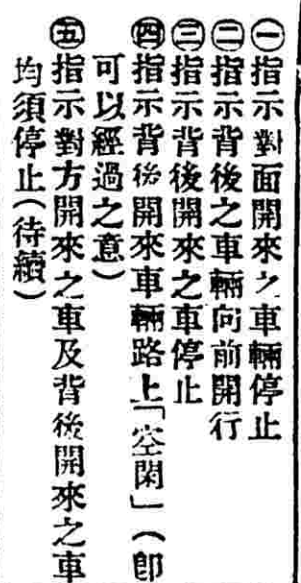 ㊀指示對面開來之車輛停止
㊁指示背後之車輛向前開行
㊂指示背後開來之車停止
㊃指示背後開來車輛路上「空閑」(卽
可以經過之意)
㊄指示對方開來之車及背後開來之車
均須停止(待續)